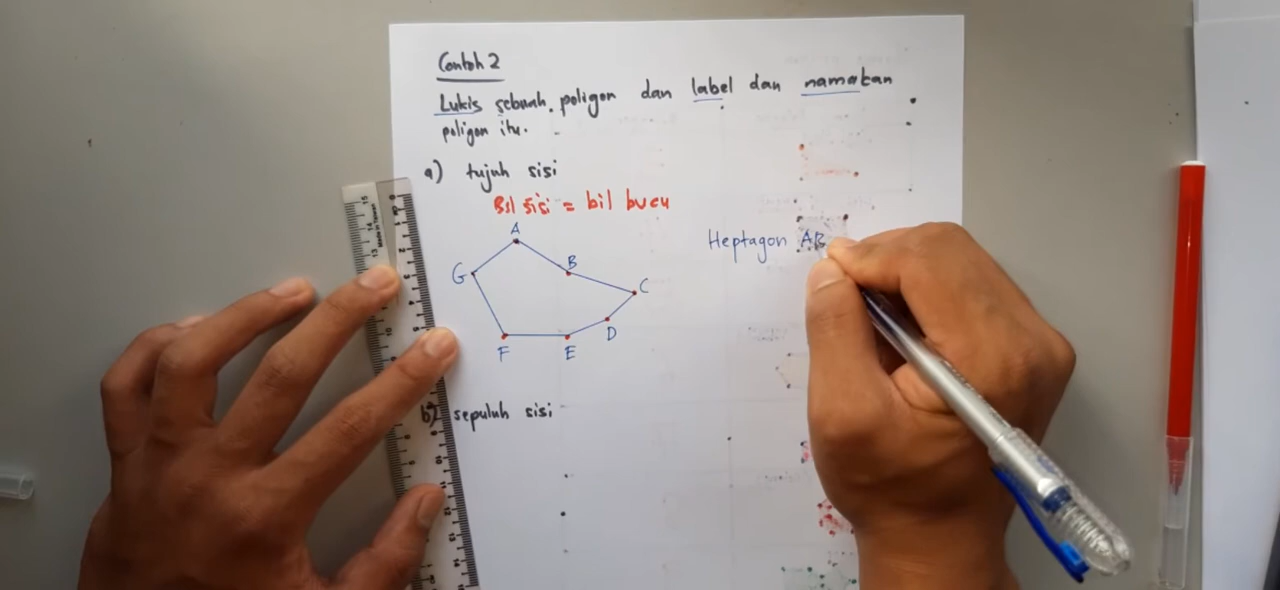 Contoh 2
Lukis sebuah poligon dan label dan namakan
poligon itu.
a) tujuh sisi
Bil sisi = bil bucu
A
B
C
D
E
F
G
Heptagon AB
b) sepuluh sisi